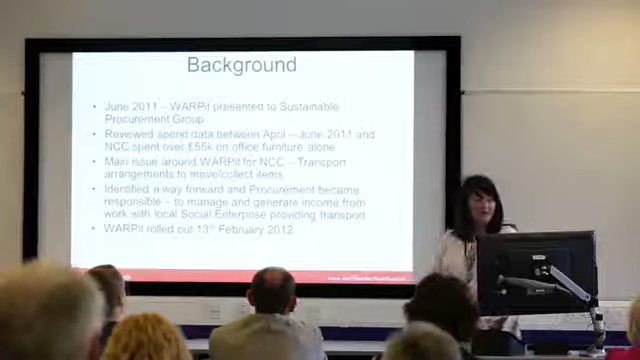 Background
• June 2011 – WARPit presented to Sustainable
Procurement Group
• Reviewed spend data between April – June 2011 and
NCC spent over £55k on office furniture alone
• Main issue around WARPit for NCC – Transport
arrangements to move/collect items
• Identified a way forward and Procurement became
responsible – to manage and generate income from
work with local Social Enterprise providing transport
• WARPit rolled out 13th February 2012